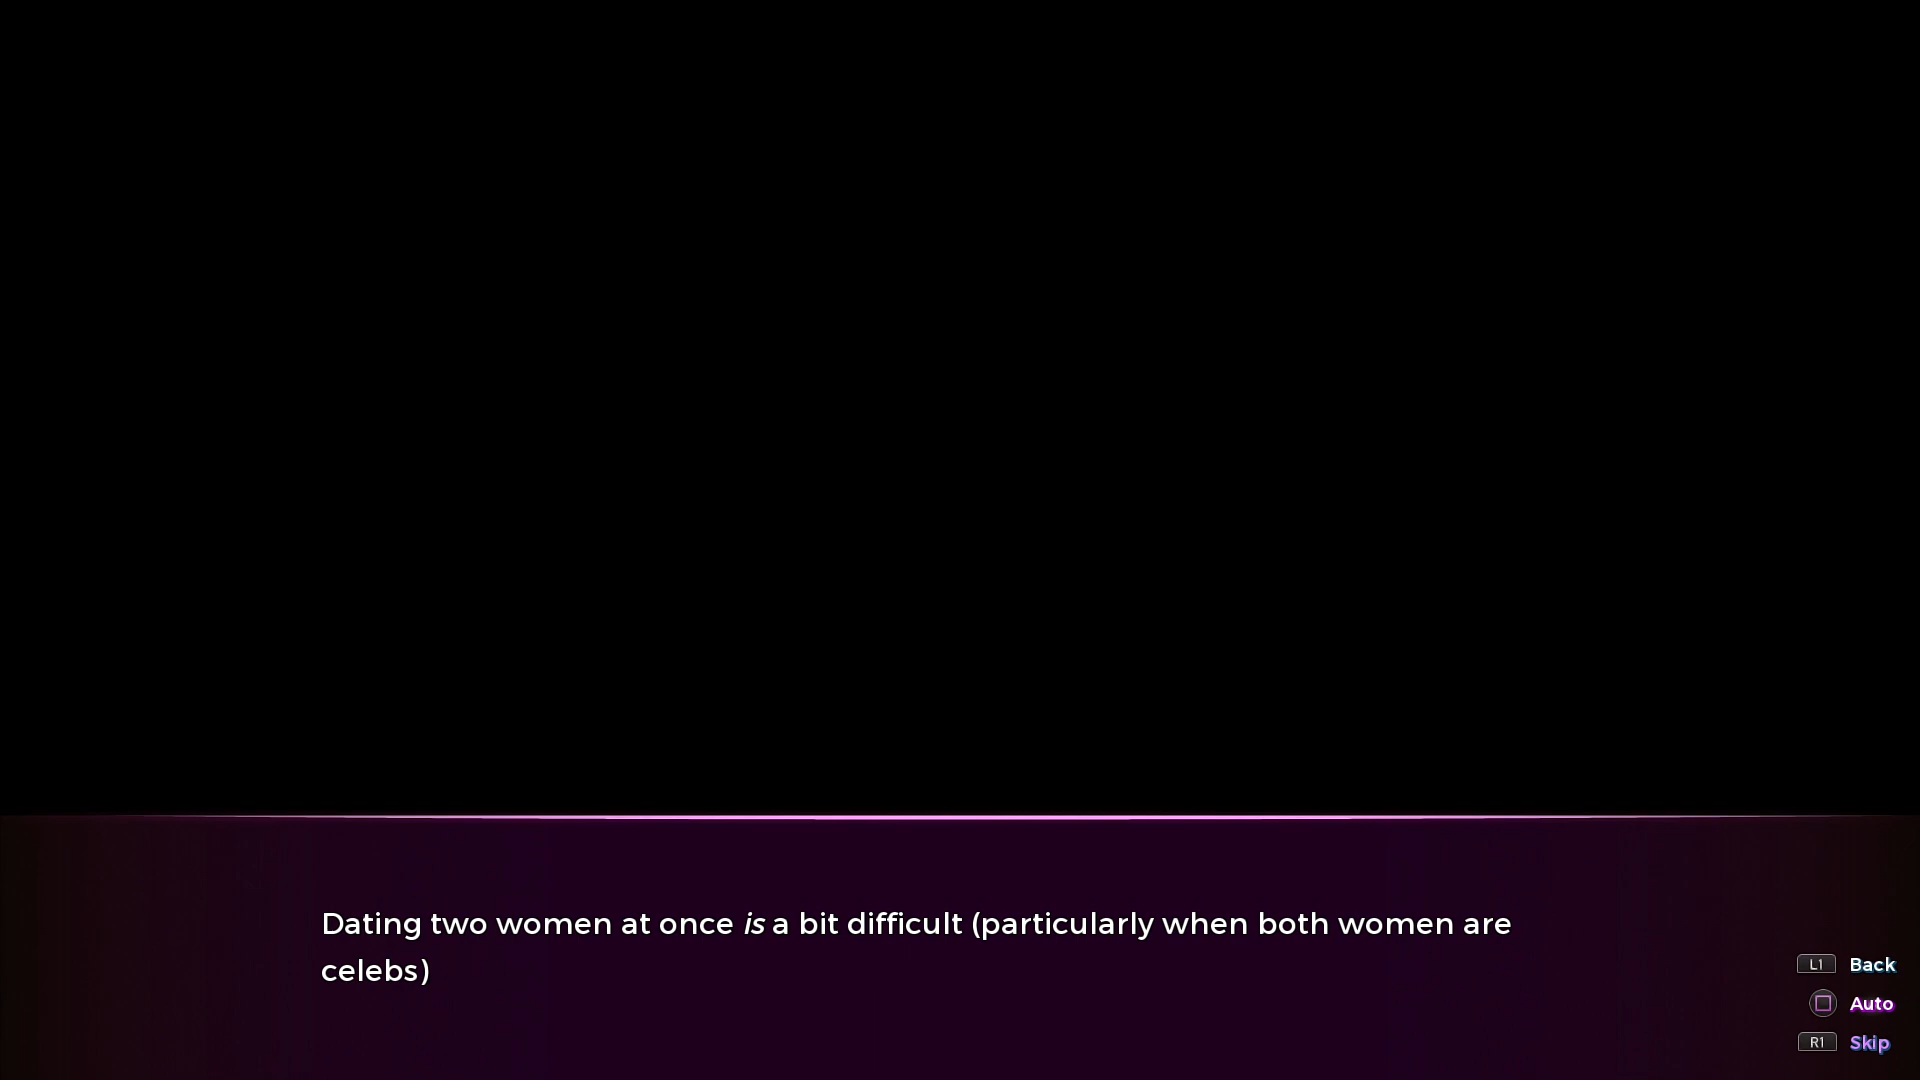 Dating two women at once is a bit difficult (particularly when both women are
celebs)
L1 Back
Auto
R1 Skip